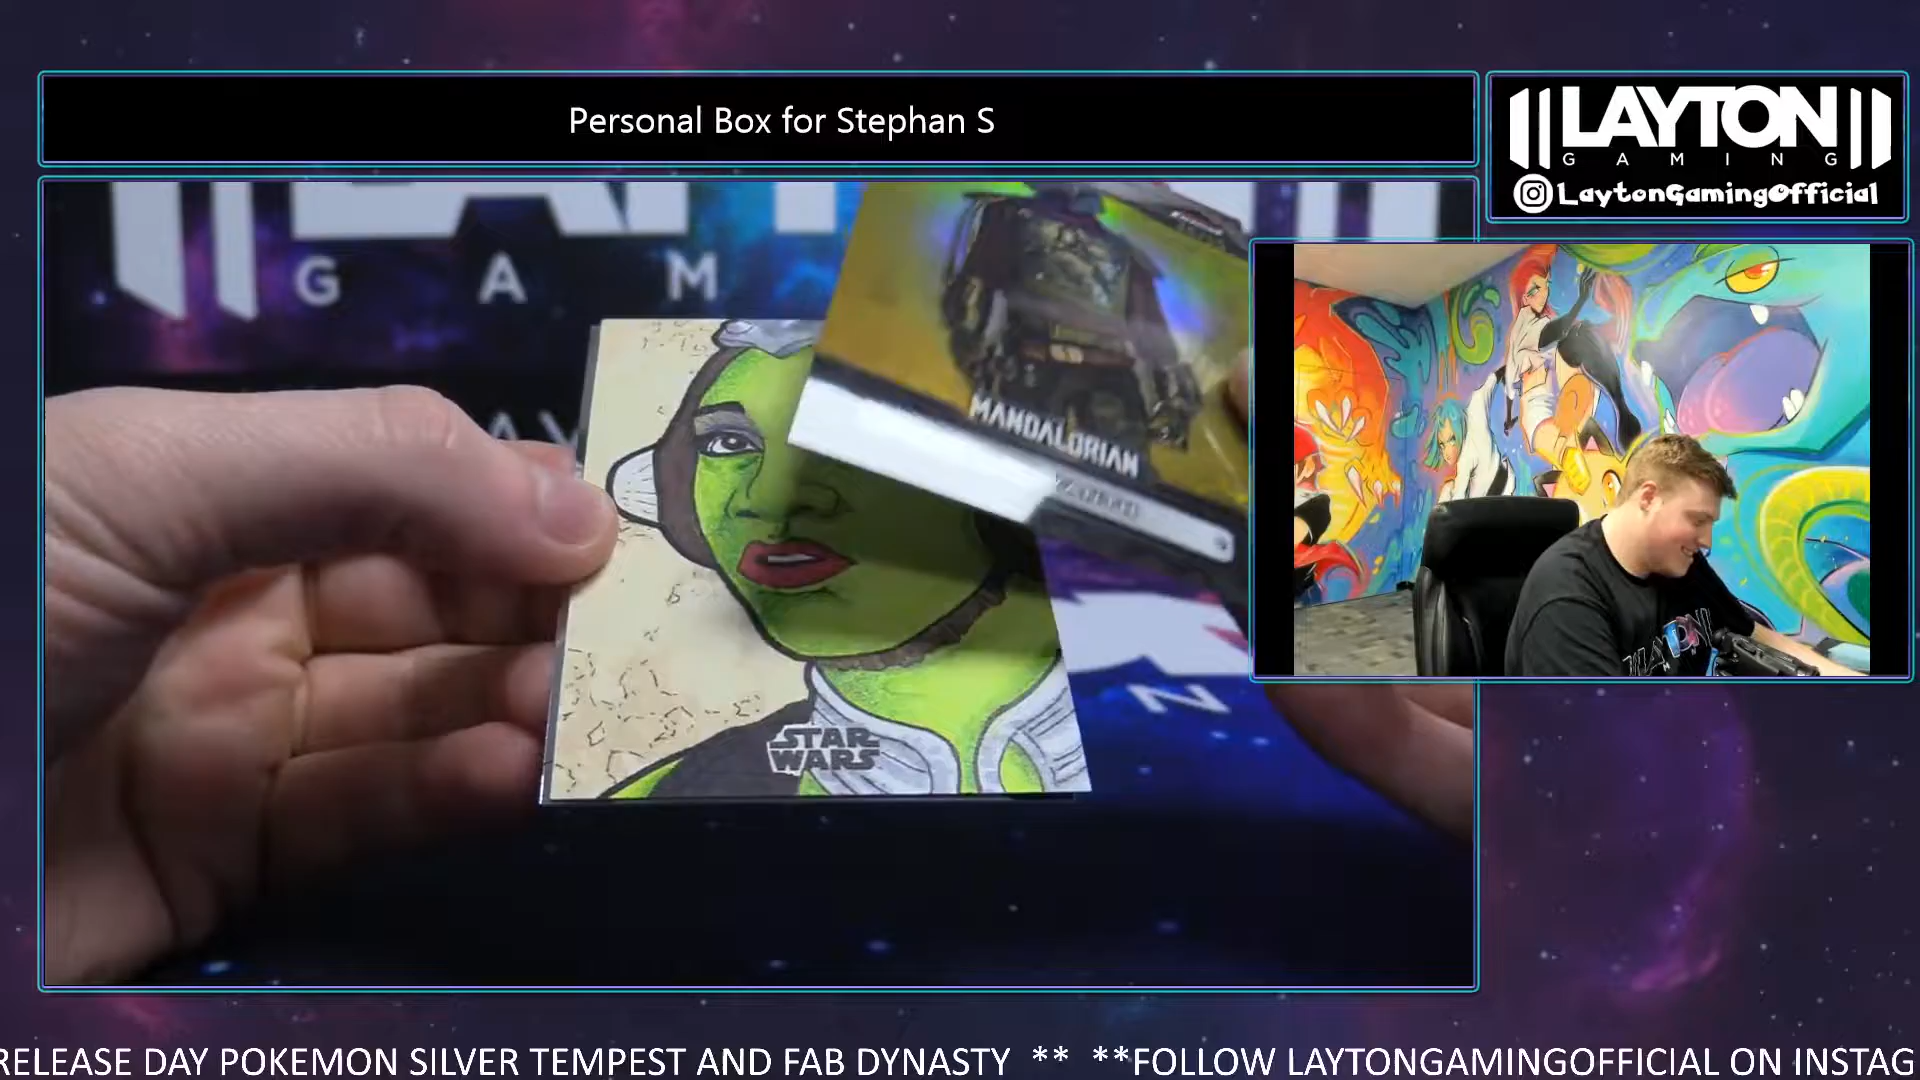 Personal Box for Stephan S
LAYTON
GAMING
LaytonGamingOfficial
G A M
MANDALORIAN
STAR
WARS
N
RELEASE DAY POKEMON SILVER TEMPEST AND FAB DYNASTY ** **FOLLOW LAYTONGAMINGOFFICIAL ON INSTAG